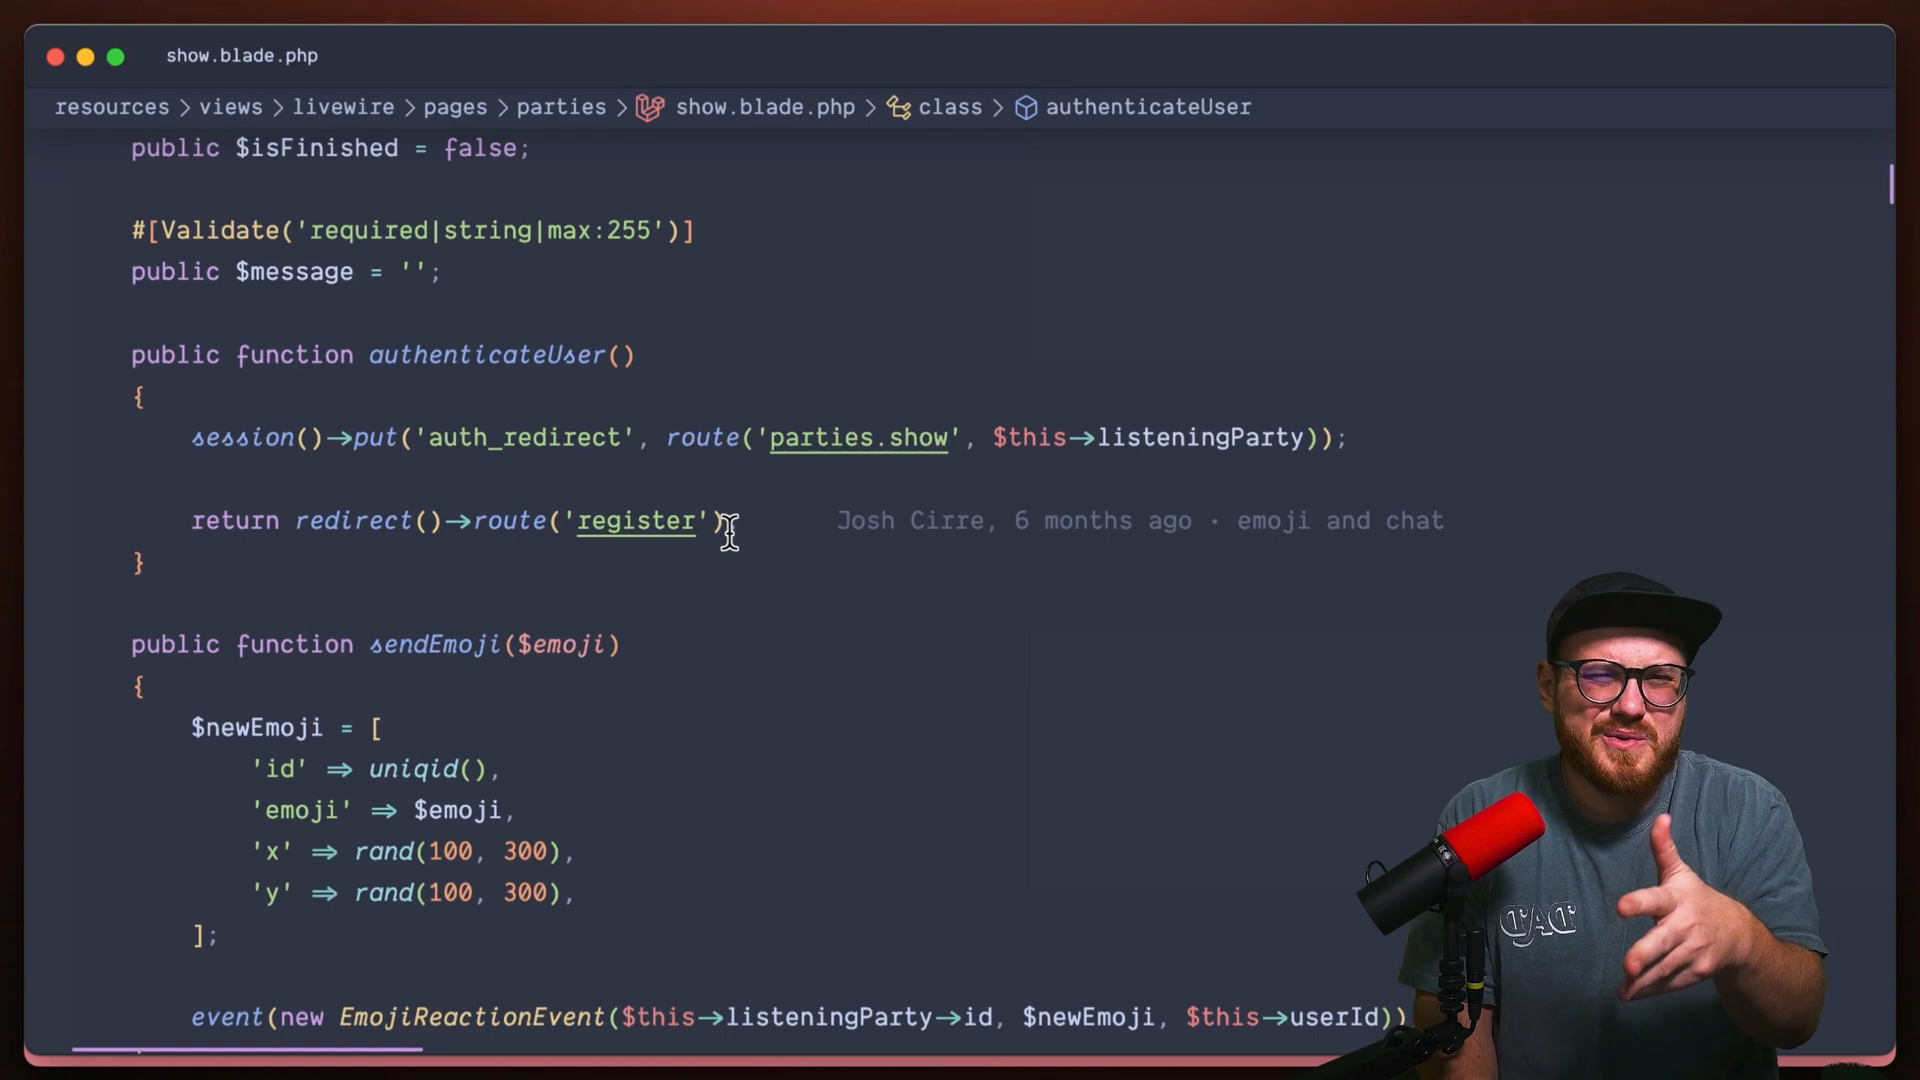 show.blade.php
resources > views > livewire > pages > parties > show.blade.php > class > authenticateUser
public $isFinished = false;
#[Validate('required|string|max:255')]
public $message = '';
public function authenticateUser()
{
session()->put('auth_redirect', route('parties.show', $this->listeningParty));
return redirect()->route('register') Josh Cirre, 6 months ago · emoji and chat
}
public function sendEmoji($emoji)
{
$newEmoji = [
'id' => uniqid(),
'emoji' => $emoji,
'x' => rand(100, 300),
'y' => rand(100, 300),
];
event(new EmojiReactionEvent($this->listeningParty->id, $newEmoji, $this->userId))
CAC